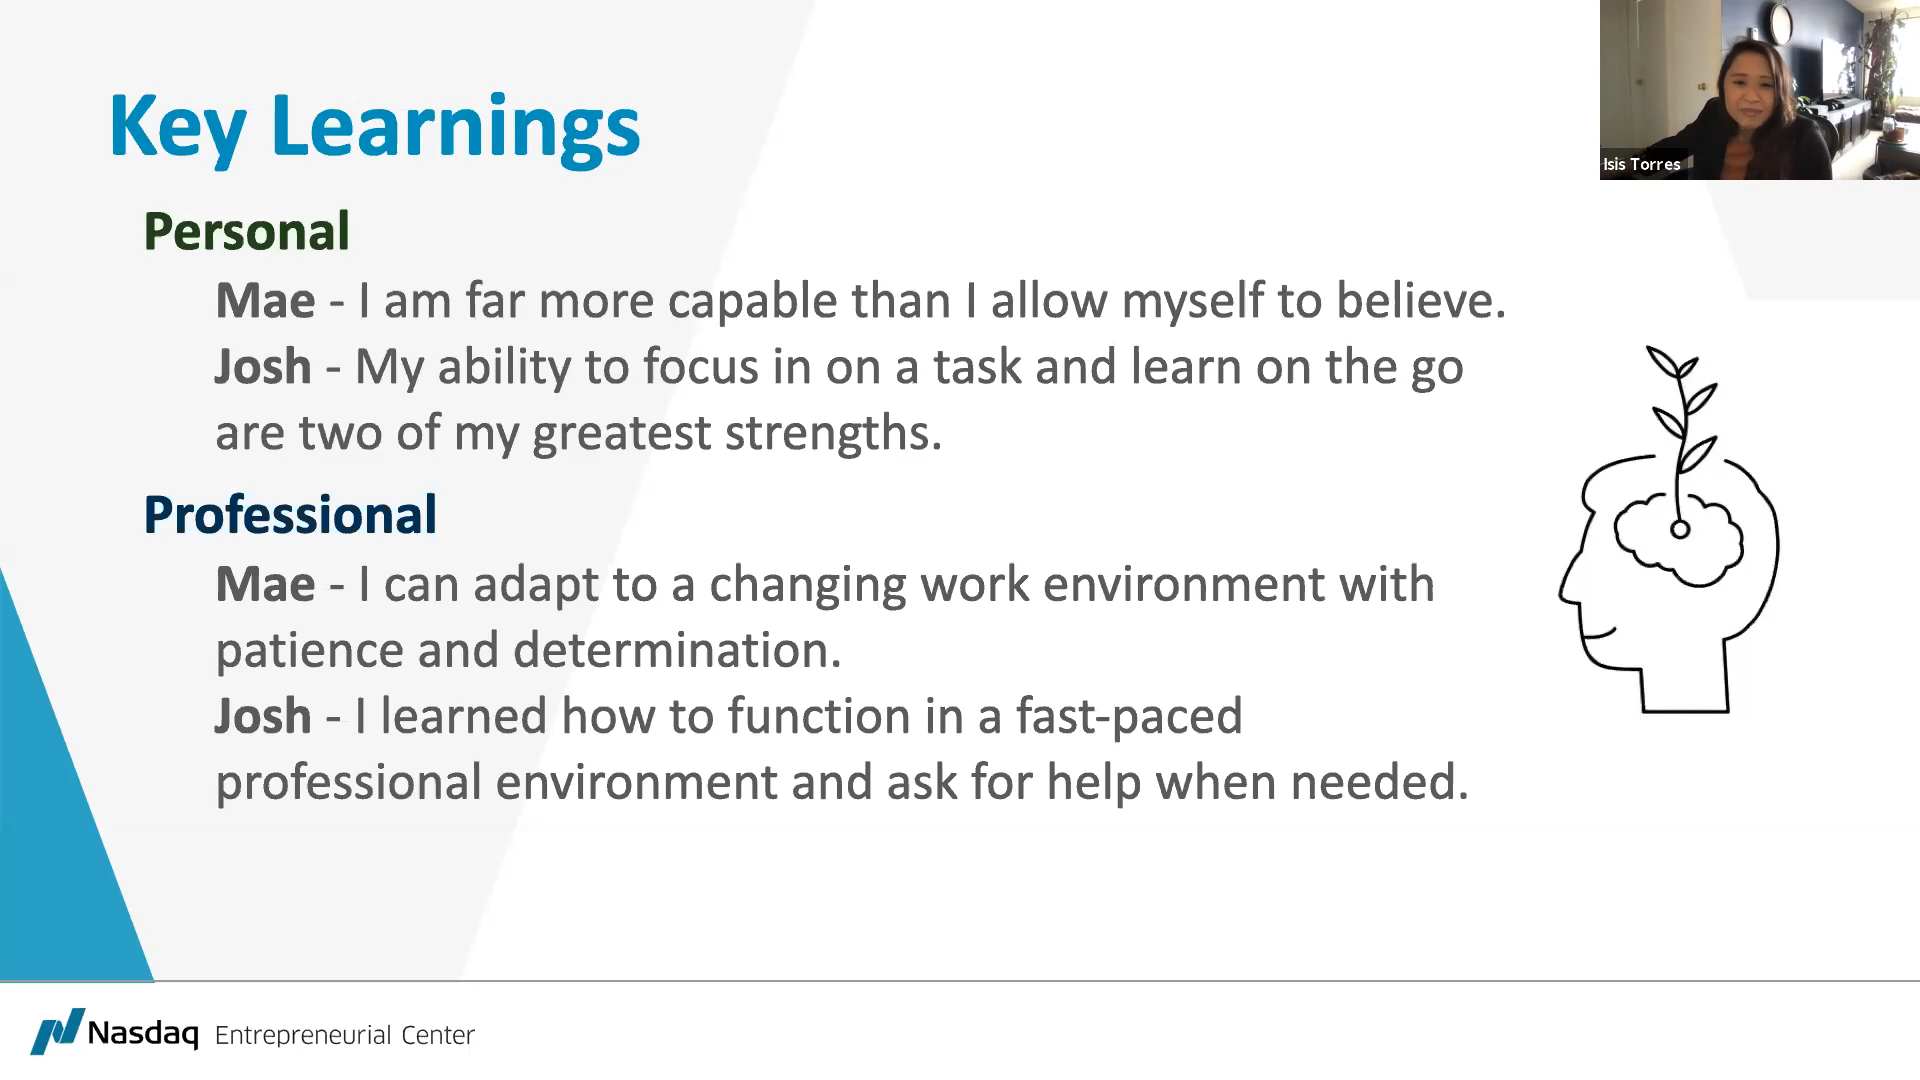 Key Learnings
Isis Torres
Personal
Mae - I am far more capable than I allow myself to believe.
Josh - My ability to focus in on a task and learn on the go
are two of my greatest strengths.
Professional
Mae - I can adapt to a changing work environment with
patience and determination.
Josh - I learned how to function in a fast-paced
professional environment and ask for help when needed.
Nasdaq Entrepreneurial Center